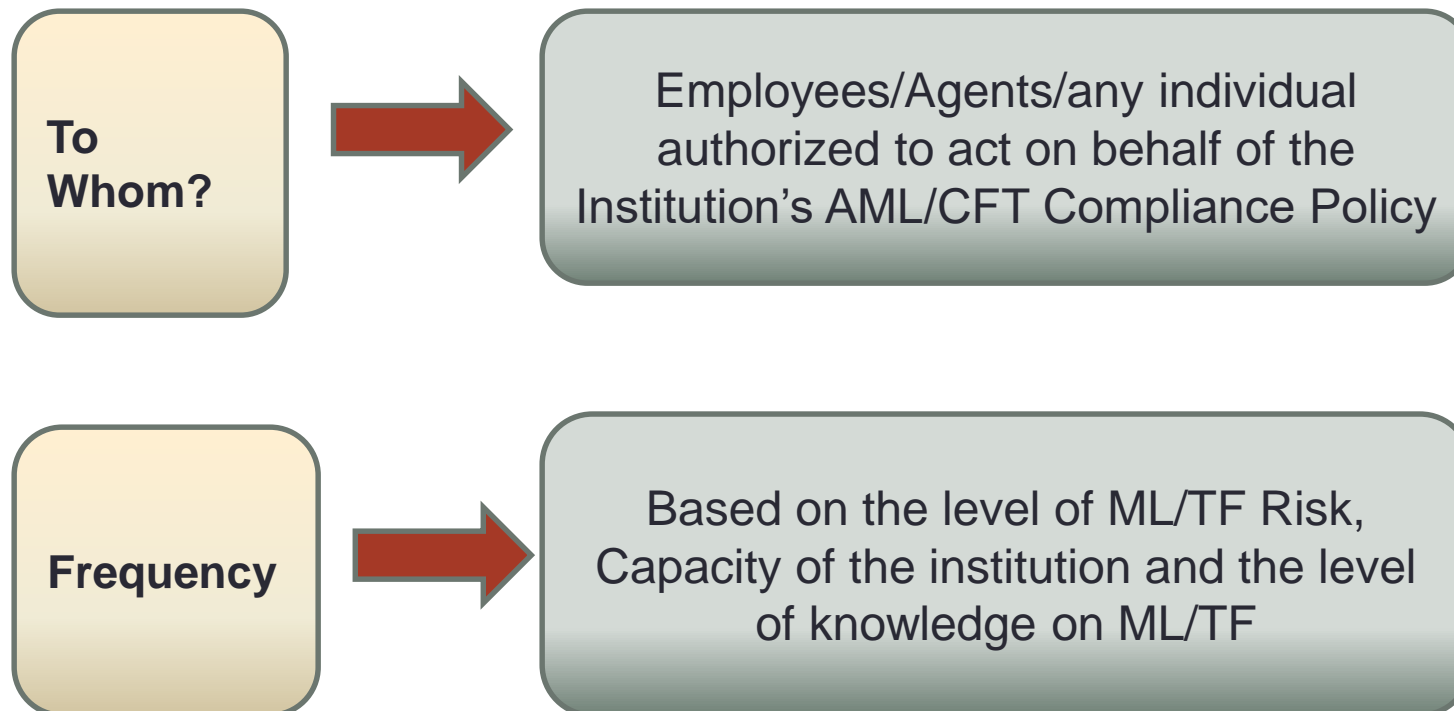 To
Whom?
Employees/Agents/any individual
authorized to act on behalf of the
Institution’s AML/CFT Compliance Policy
Frequency
Based on the level of ML/TF Risk,
Capacity of the institution and the level
of knowledge on ML/TF